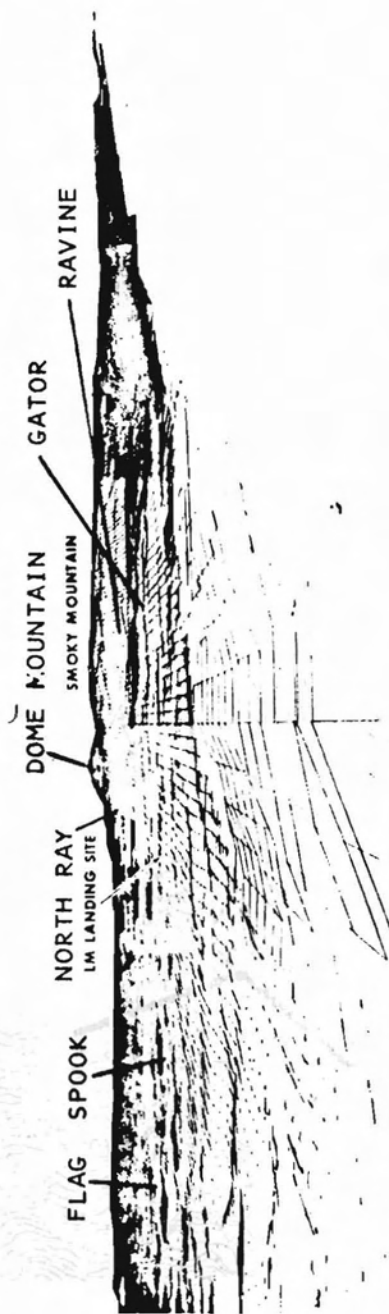 FLAG
SPOOK
NORTH RAY
LM LANDING SITE
DOME MOUNTAIN
SMOKY MOUNTAIN
GATOR
RAVINE